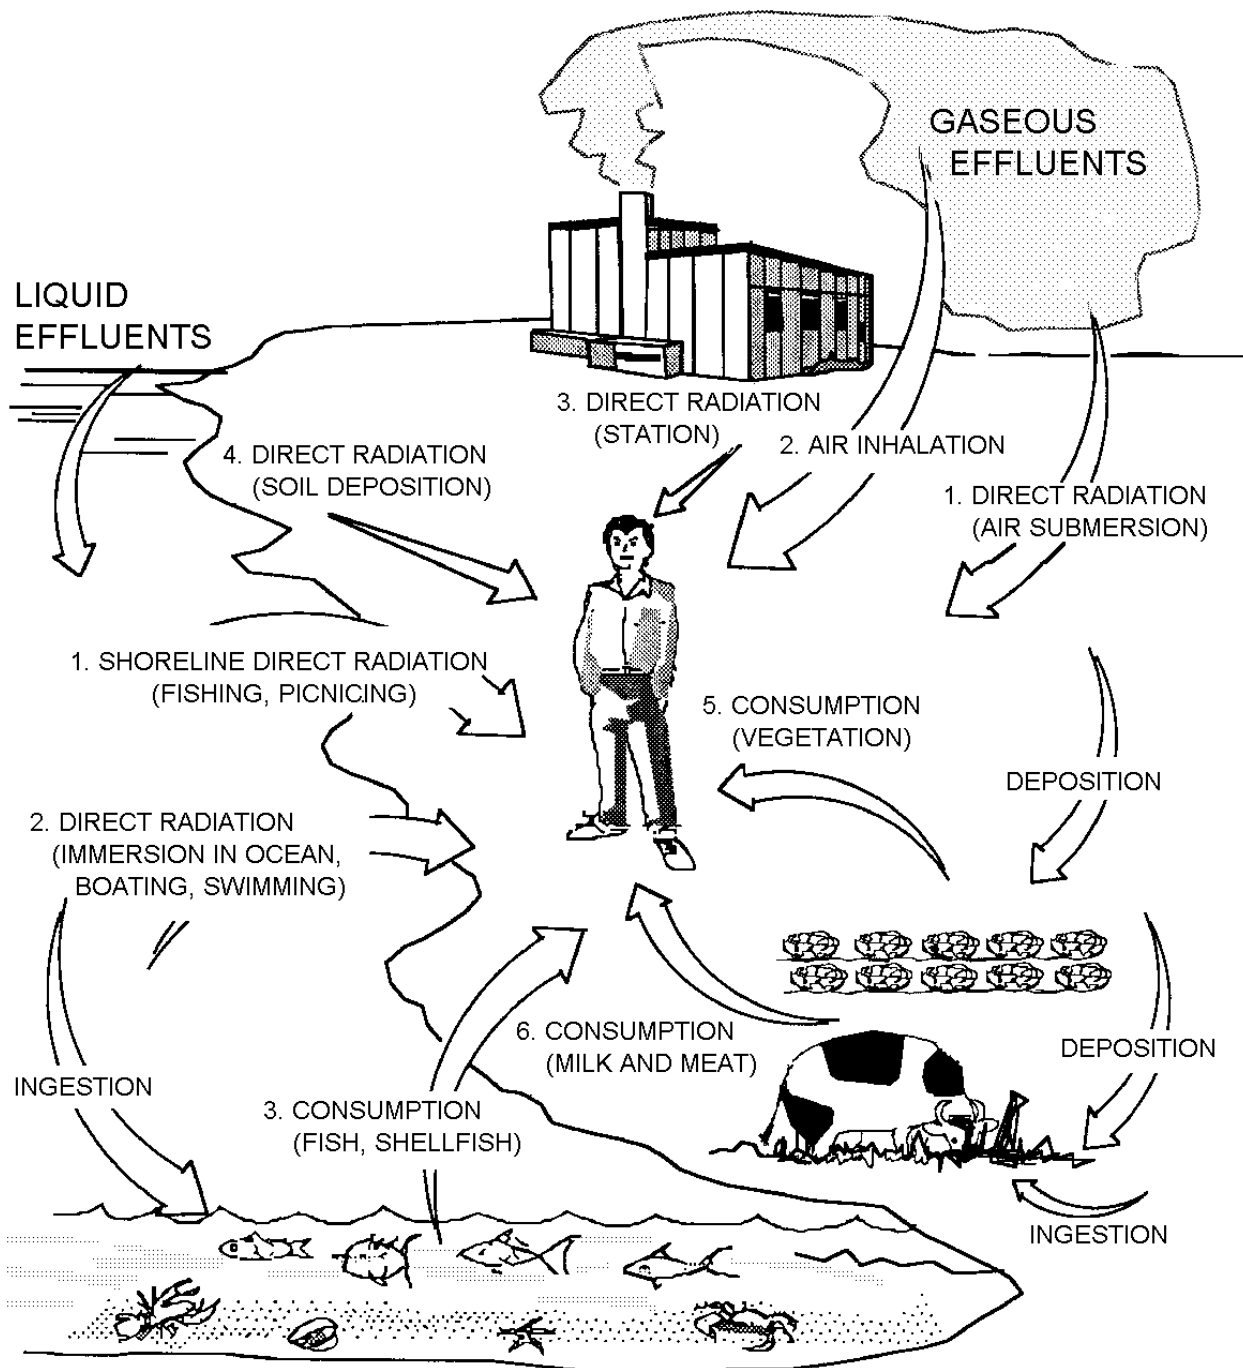 GASEOUS
EFFLUENTS
LIQUID
EFFLUENTS
3. DIRECT RADIATION
(STATION)
2. AIR INHALATION
4. DIRECT RADIATION
(SOIL DEPOSITION)
1. DIRECT RADIATION
(AIR SUBMERSION)
1. SHORELINE DIRECT RADIATION
(FISHING, PICNICING)
5. CONSUMPTION
(VEGETATION)
DEPOSITION
2. DIRECT RADIATION
(IMMERSION IN OCEAN,
BOATING, SWIMMING)
6. CONSUMPTION
(MILK AND MEAT)
DEPOSITION
INGESTION
3. CONSUMPTION
(FISH, SHELLFISH)
INGESTION